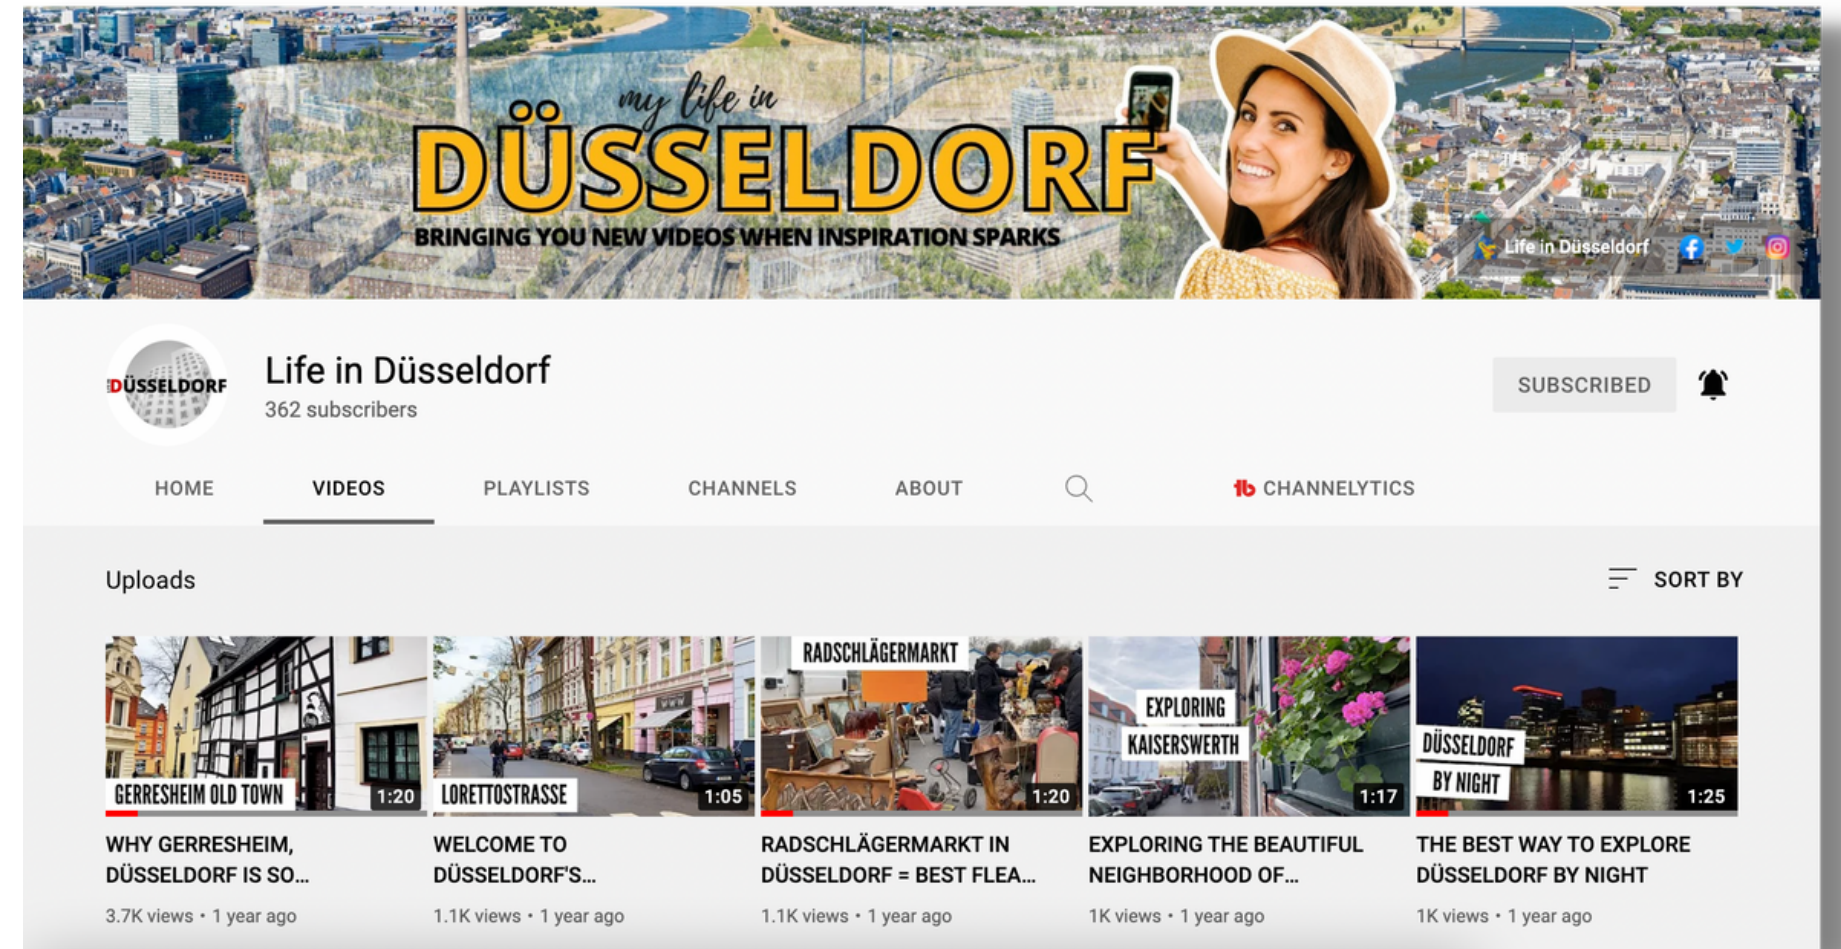 my life in
DÜSSELDORF
BRINGING YOU NEW VIDEOS WHEN INSPIRATION SPARKS
Life in Düsseldorf
DÜSSELDORF
Life in Düsseldorf
362 subscribers
SUBSCRIBED
HOME VIDEOS PLAYLISTS CHANNELS ABOUT CHANNELYTICS
Uploads
SORT BY
GERRESHEIM OLD TOWN
1:20
LORETTOSTRASSE
1:05
RADSCHLÄGERMARKT
1:20
EXPLORING
KAISERSWERTH
1:17
DÜSSELDORF
BY NIGHT
1:25
WHY GERRESHEIM,
DÜSSELDORF IS SO...
3.7K views • 1 year ago
WELCOME TO
DÜSSELDORF'S...
1.1K views • 1 year ago
RADSCHLÄGERMARKT IN
DÜSSELDORF = BEST FLEA...
1.1K views • 1 year ago
EXPLORING THE BEAUTIFUL
NEIGHBORHOOD OF...
1K views • 1 year ago
THE BEST WAY TO EXPLORE
DÜSSELDORF BY NIGHT
1K views • 1 year ago